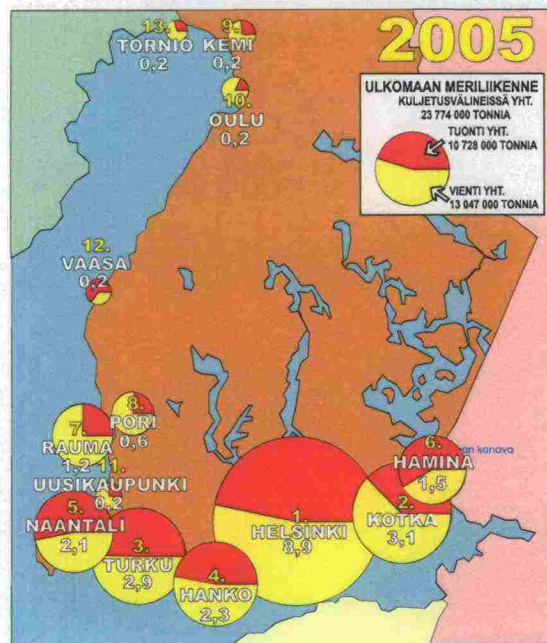 2005
ULKOMAAN MERILIIKENNE
KULJETUSVÄLINEISSÄ YHT.
23 774 000 TONNIA
TUONTI YHT.
10 728 000 TONNIA
VIENTI YHT.
13 047 000 TONNIA
13.
TORNIO
0,2
9.
KEMI
0,2
10.
OULU
0,2
12.
VAASA
0,2
8.
PORI
0,6
7.
RAUMA
1,2
11.
UUSIKAUPUNKI
0,2
5.
NAANTALI
2,1
3.
TURKU
2,9
4.
HANKO
2,3
1.
HELSINKI
8,9
2.
KOTKA
3,1
6.
HAMINA
1,5
kanava